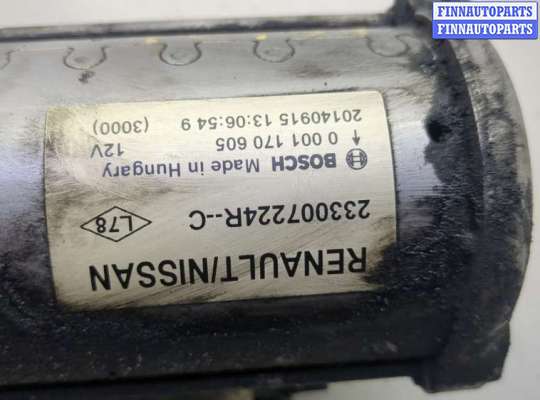 FINNAUTOPARTS
FINNAUTOPARTS
RENAULT/NISSAN
233007224R--C
L78
BOSCH Made in Hungary
0 001 170 605 12V
20140915 13:06:54 9 (3000)